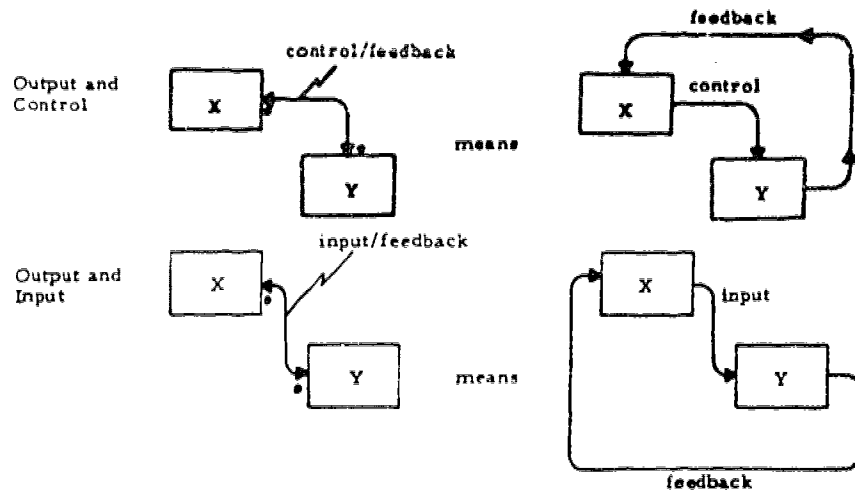 feedback
control/feedback
Output and
Control
X
control
X
means
Y
Y
input/feedback
Output and
Input
X
X
input
Y
means
Y
feedback